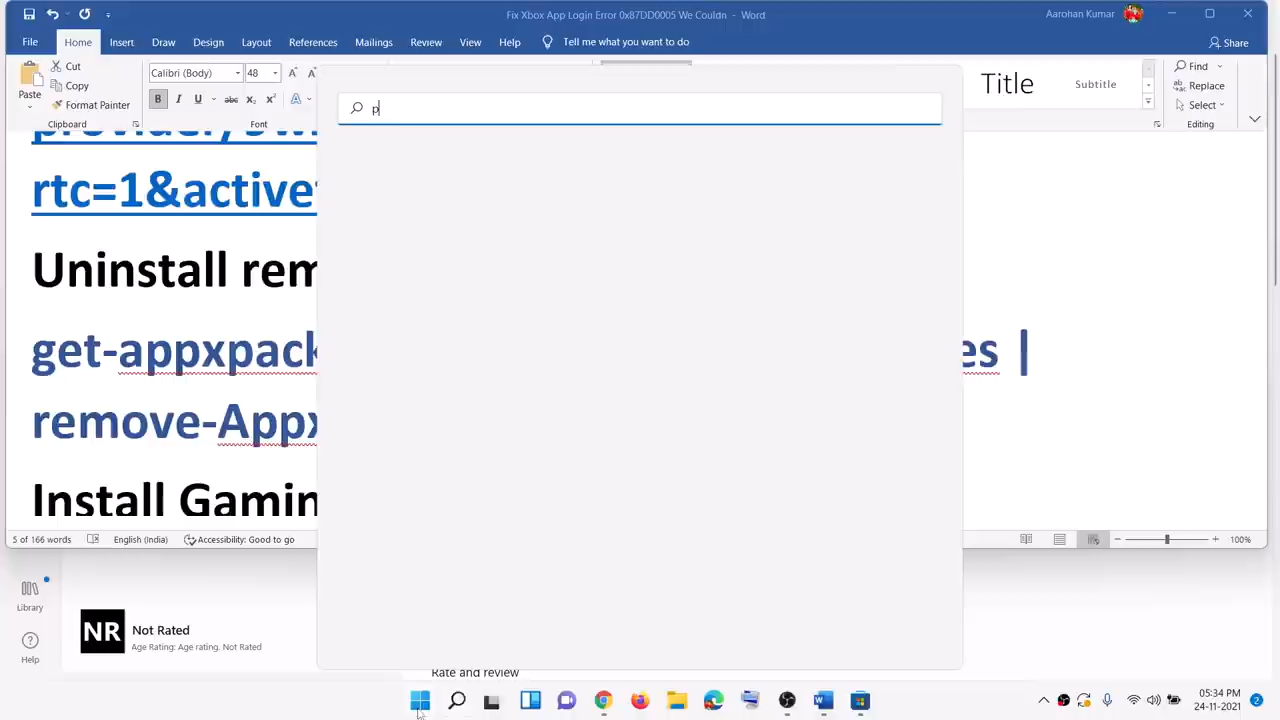 Fix Xbox App Login Error 0x87DD0005 We Couldn - Word
Aarohan Kumar
File Home Insert Draw Design Layout References Mailings Review View Help Tell me what you want to do Share
Paste
Cut
Copy
Format Painter
Clipboard
Calibri (Body) 48
B I U abc x₂ x² A
Font
Title
Subtitle
Find
Replace
Select
Editing
p
rtc=1&active
Uninstall rem
get-appxpack es |
remove-Appx
Install Gamin
5 of 166 words English (India) Accessibility: Good to go 100%
Library
Help
NR
Not Rated
Age Rating: Age rating. Not Rated
Rate and review
05:34 PM
24-11-2021
2